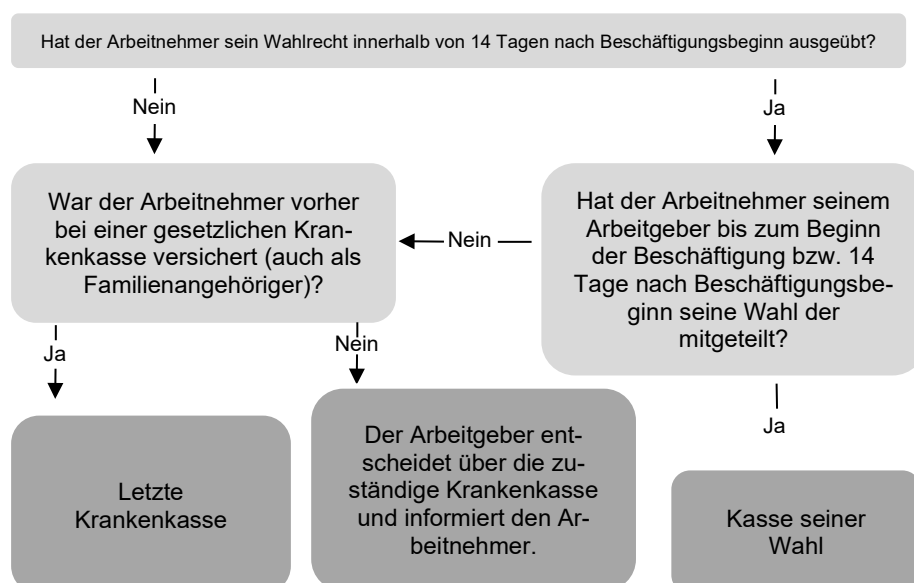 Hat der Arbeitnehmer sein Wahlrecht innerhalb von 14 Tagen nach Beschäftigungsbeginn ausgeübt?
Nein
Ja
War der Arbeitnehmer vorher
bei einer gesetzlichen Kran-
kenkasse versichert (auch als
Familienangehöriger)?
Nein
Hat der Arbeitnehmer seinem
Arbeitgeber bis zum Beginn
der Beschäftigung bzw. 14
Tage nach Beschäftigungsbe-
ginn seine Wahl der
mitgeteilt?
Ja
Nein
Ja
Letzte
Krankenkasse
Der Arbeitgeber ent-
scheidet über die zu-
ständige Krankenkasse
und informiert den Ar-
beitnehmer.
Kasse seiner
Wahl